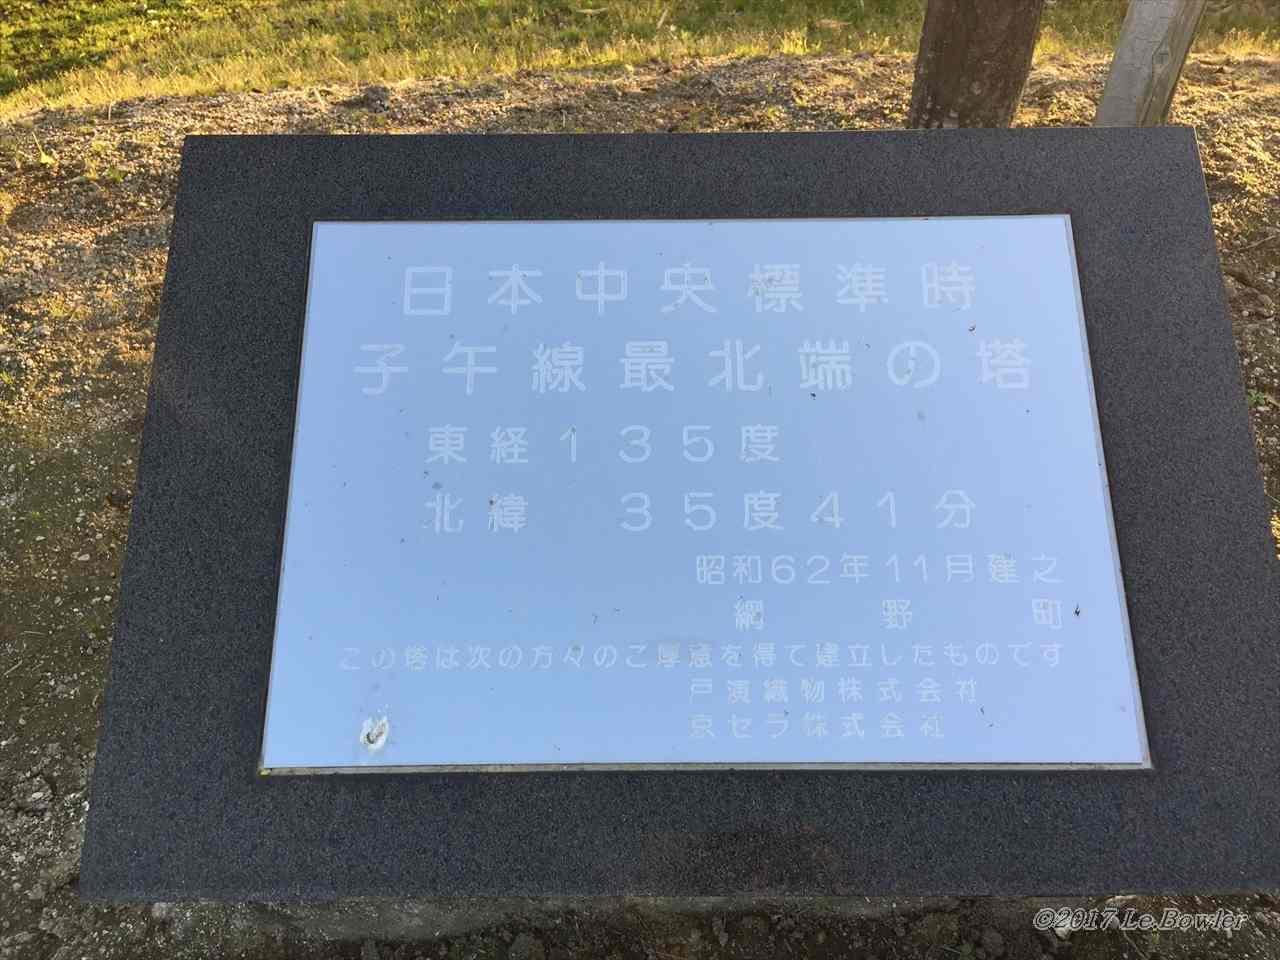 日本中央標準時
子午線最北端の塔
東経135度
北緯 35度41分
昭和62年11月建之
網野町
この塔は次の方々のご厚意を得て建立したものです
戸濱織物株式会社
京セラ株式会社
©2017 Le.Bowler